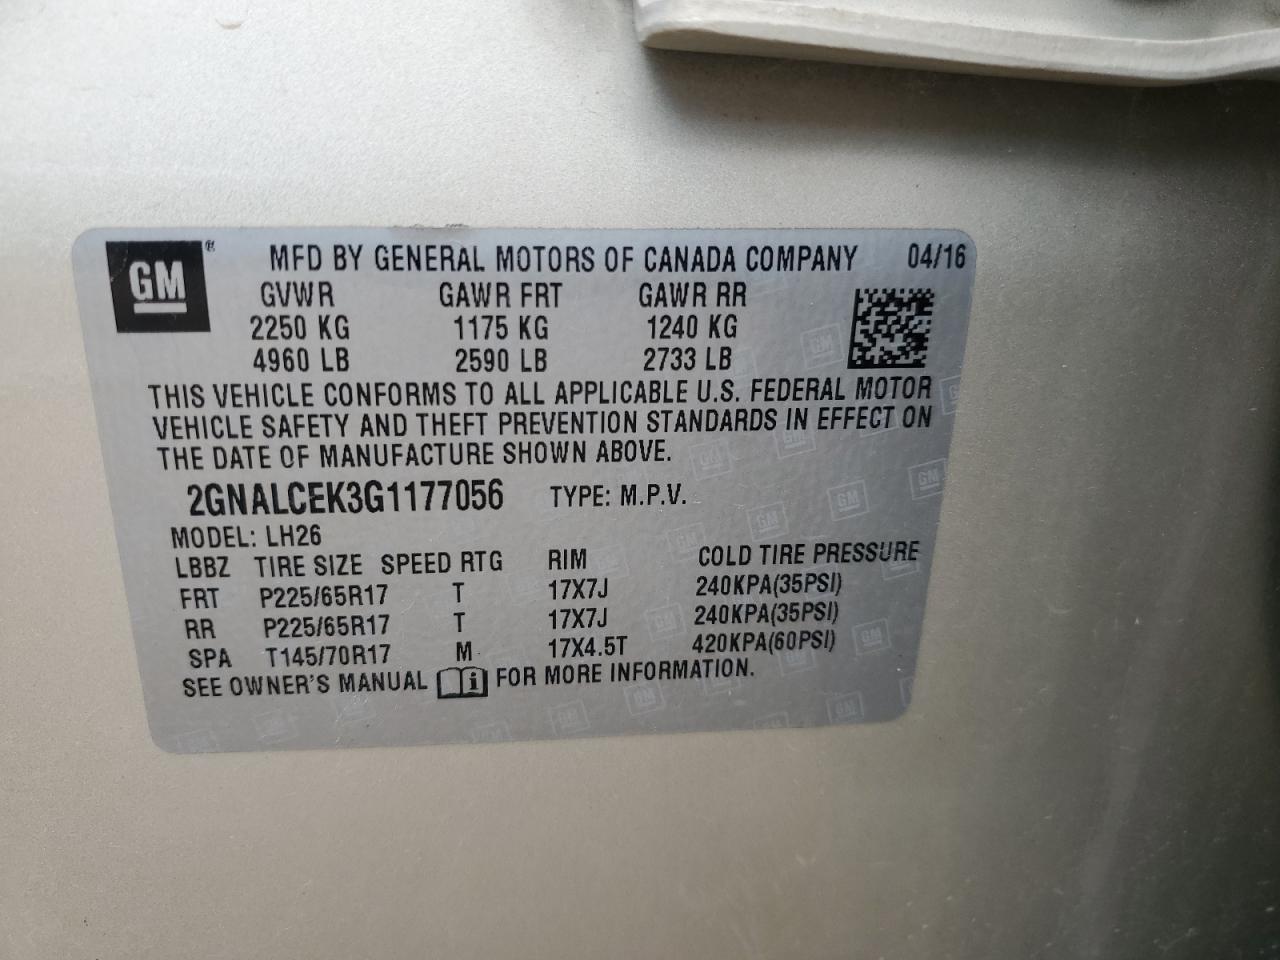 GM ® MFD BY GENERAL MOTORS OF CANADA COMPANY 04/16
GVWR GAWR FRT GAWR RR
2250 KG 1175 KG 1240 KG
4960 LB 2590 LB 2733 LB
THIS VEHICLE CONFORMS TO ALL APPLICABLE U.S. FEDERAL MOTOR
VEHICLE SAFETY AND THEFT PREVENTION STANDARDS IN EFFECT ON
THE DATE OF MANUFACTURE SHOWN ABOVE.
2GNALCEK3G1177056 TYPE: M.P.V.
MODEL: LH26
LBBZ TIRE SIZE SPEED RTG RIM COLD TIRE PRESSURE
FRT P225/65R17 T 17X7J 240KPA(35PSI)
RR P225/65R17 T 17X7J 240KPA(35PSI)
SPA T145/70R17 M 17X4.5T 420KPA(60PSI)
SEE OWNER'S MANUAL i FOR MORE INFORMATION.